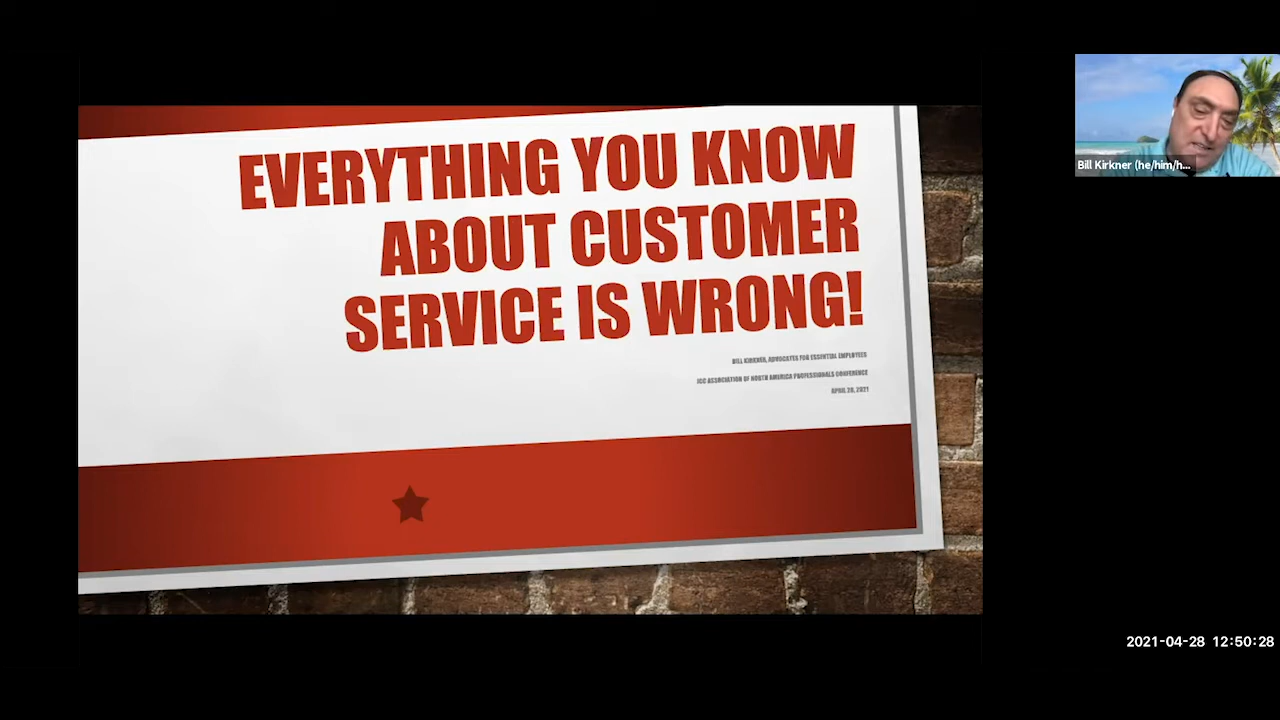 EVERYTHING YOU KNOW
ABOUT CUSTOMER
SERVICE IS WRONG!
BILL KIRKNER, ADVOCATES FOR ESSENTIAL EMPLOYEES
JCC ASSOCIATION OF NORTH AMERICA PROFESSIONALS CONFERENCE
APRIL 28, 2021
Bill Kirkner (he/him/h...
2021-04-28 12:50:28